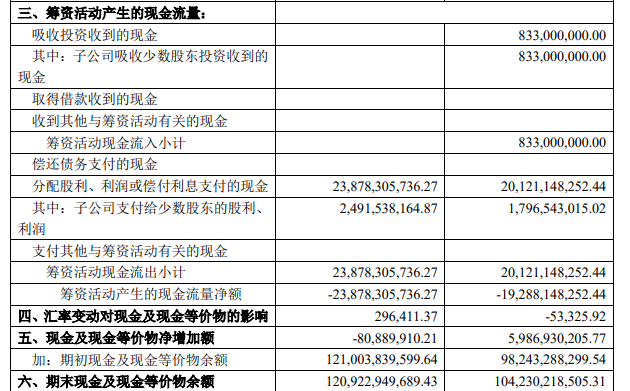 三、筹资活动产生的现金流量：
吸收投资收到的现金 833,000,000.00
其中：子公司吸收少数股东投资收到的 833,000,000.00
现金
取得借款收到的现金
收到其他与筹资活动有关的现金
筹资活动现金流入小计 833,000,000.00
偿还债务支付的现金
分配股利、利润或偿付利息支付的现金 23,878,305,736.27 20,121,148,252.44
其中：子公司支付给少数股东的股利、 2,491,538,164.87 1,796,543,015.02
利润
支付其他与筹资活动有关的现金
筹资活动现金流出小计 23,878,305,736.27 20,121,148,252.44
筹资活动产生的现金流量净额 -23,878,305,736.27 -19,288,148,252.44
四、汇率变动对现金及现金等价物的影响 296,411.37 -53,325.92
五、现金及现金等价物净增加额 -80,889,910.21 5,986,930,205.77
加：期初现金及现金等价物余额 121,003,839,599.64 98,243,288,299.54
六、期末现金及现金等价物余额 120,922,949,689.43 104,230,218,505.31